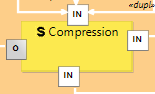 «dupl»
IN
S Compression
IN
O
IN